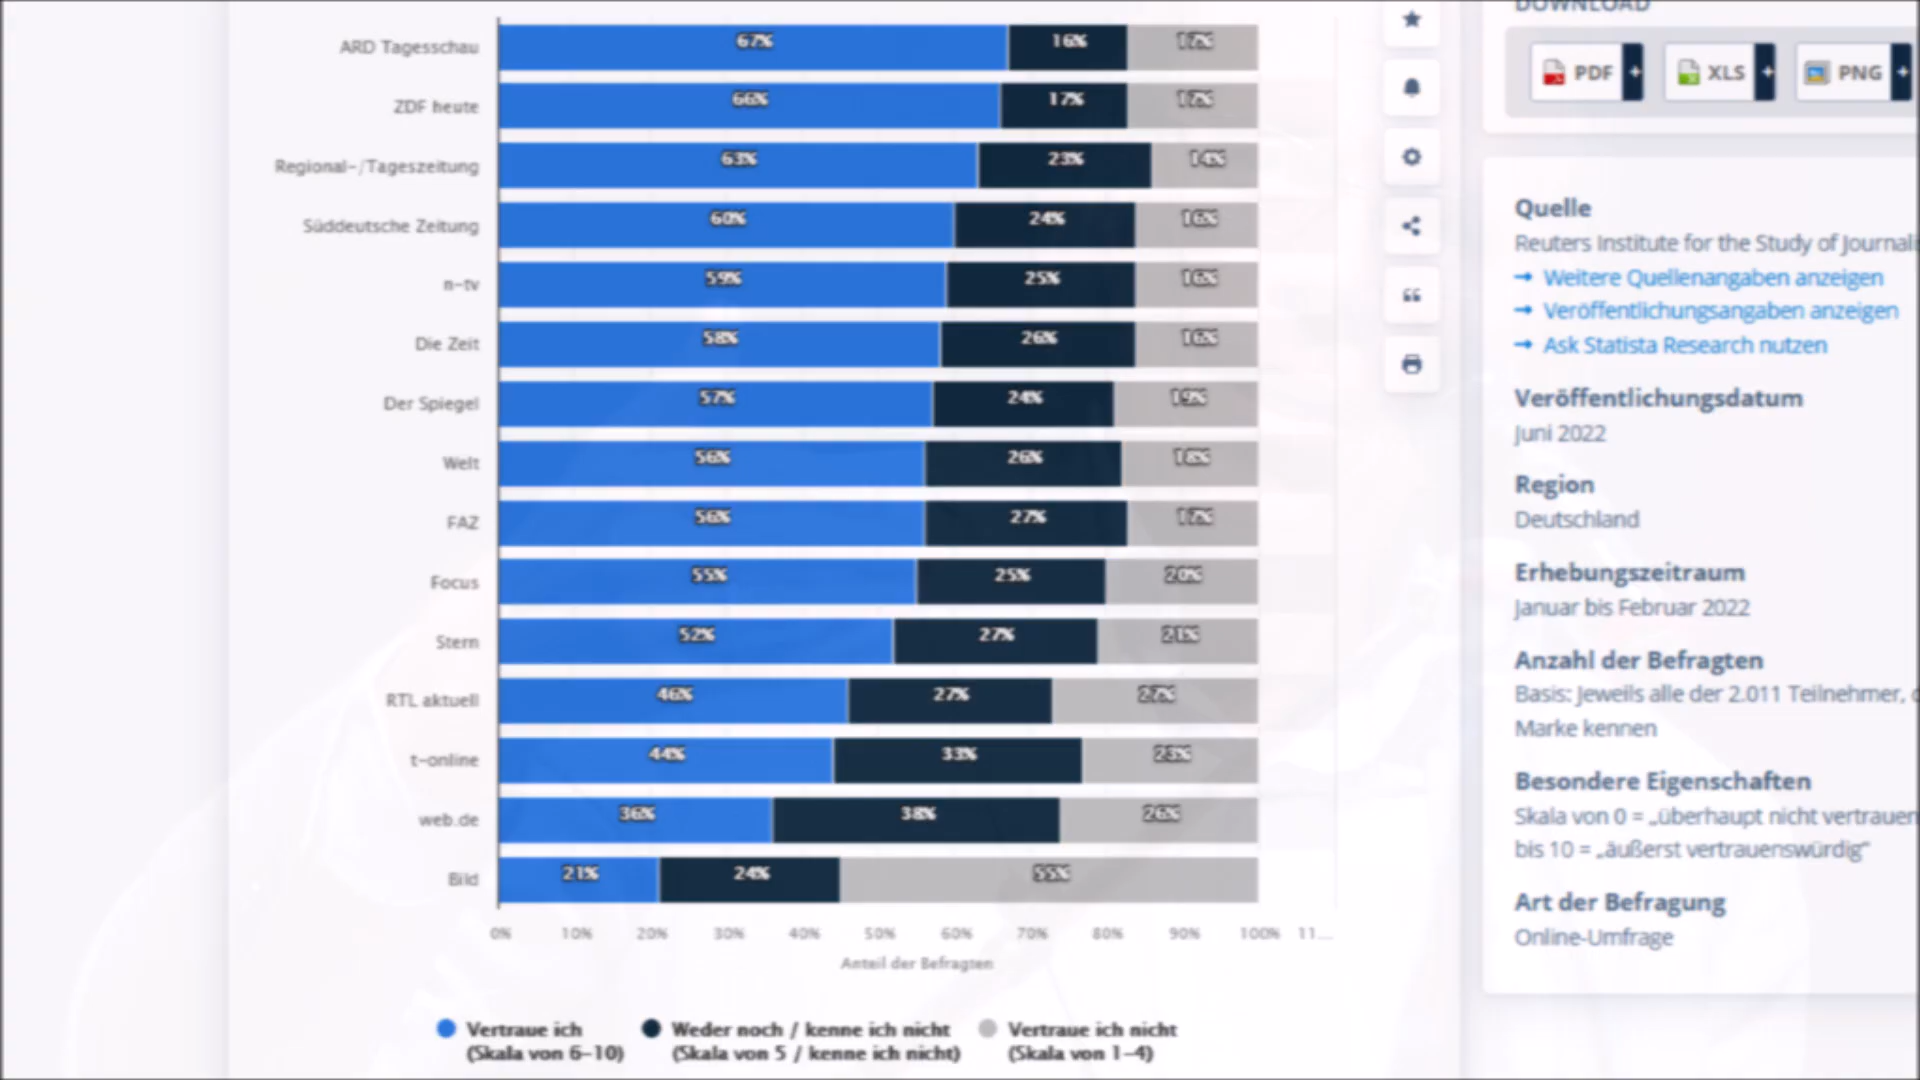 ARD Tagesschau 67% 16% 17%
ZDF heute 66% 17% 17%
Regional-/Tageszeitung 63% 23% 14%
Süddeutsche Zeitung 60% 24% 16%
n-tv 59% 25% 16%
Die Zeit 58% 26% 16%
Der Spiegel 57% 24% 19%
Welt 56% 26% 18%
FAZ 56% 27% 17%
Focus 55% 25% 20%
Stern 52% 27% 21%
RTL aktuell 46% 27% 27%
t-online 44% 33% 23%
web.de 36% 38% 26%
Bild 21% 24% 55%
0% 10% 20% 30% 40% 50% 60% 70% 80% 90% 100% 11...
Anteil der Befragten
Vertraue ich
(Skala von 6-10)
Weder noch / kenne ich nicht
(Skala von 5 / kenne ich nicht)
Vertraue ich nicht
(Skala von 1-4)
DOWNLOAD
PDF + XLS + PNG +
Quelle
Reuters Institute for the Study of Journali
→ Weitere Quellenangaben anzeigen
→ Veröffentlichungsangaben anzeigen
→ Ask Statista Research nutzen
Veröffentlichungsdatum
Juni 2022
Region
Deutschland
Erhebungszeitraum
Januar bis Februar 2022
Anzahl der Befragten
Basis: Jeweils alle der 2.011 Teilnehmer,
Marke kennen
Besondere Eigenschaften
Skala von 0 = „überhaupt nicht vertrauen
bis 10 = „äußerst vertrauenswürdig“
Art der Befragung
Online-Umfrage